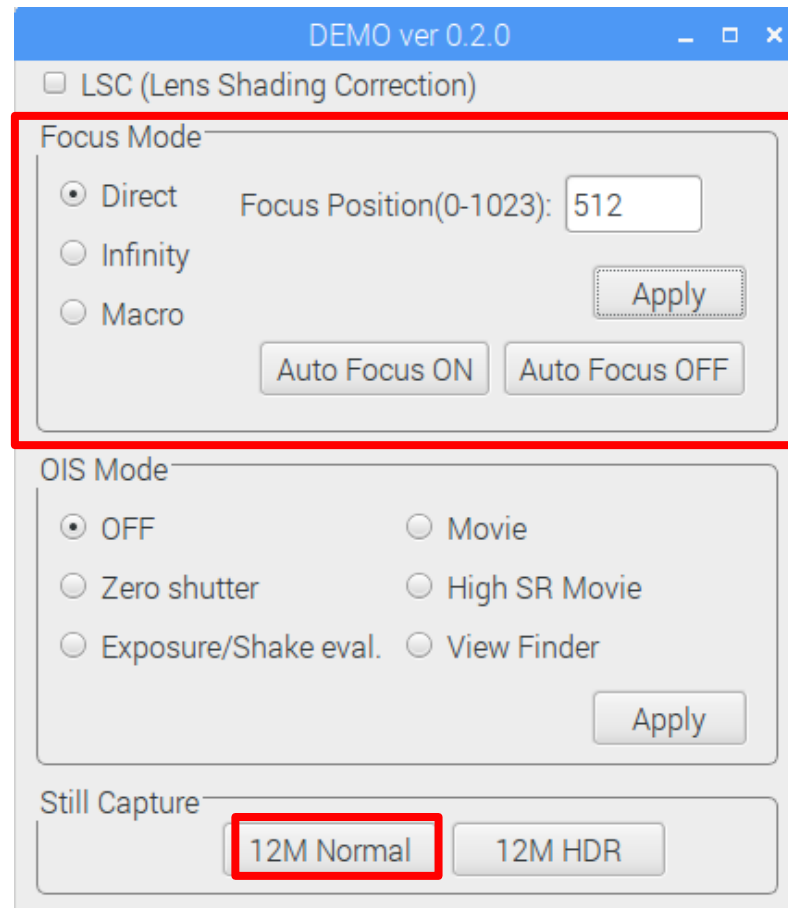 DEMO ver 0.2.0
LSC (Lens Shading Correction)
Focus Mode
Direct
Focus Position(0-1023): 512
Infinity
Macro
Apply
Auto Focus ON Auto Focus OFF
OIS Mode
OFF Movie
Zero shutter High SR Movie
Exposure/Shake eval. View Finder
Apply
Still Capture
12M Normal 12M HDR